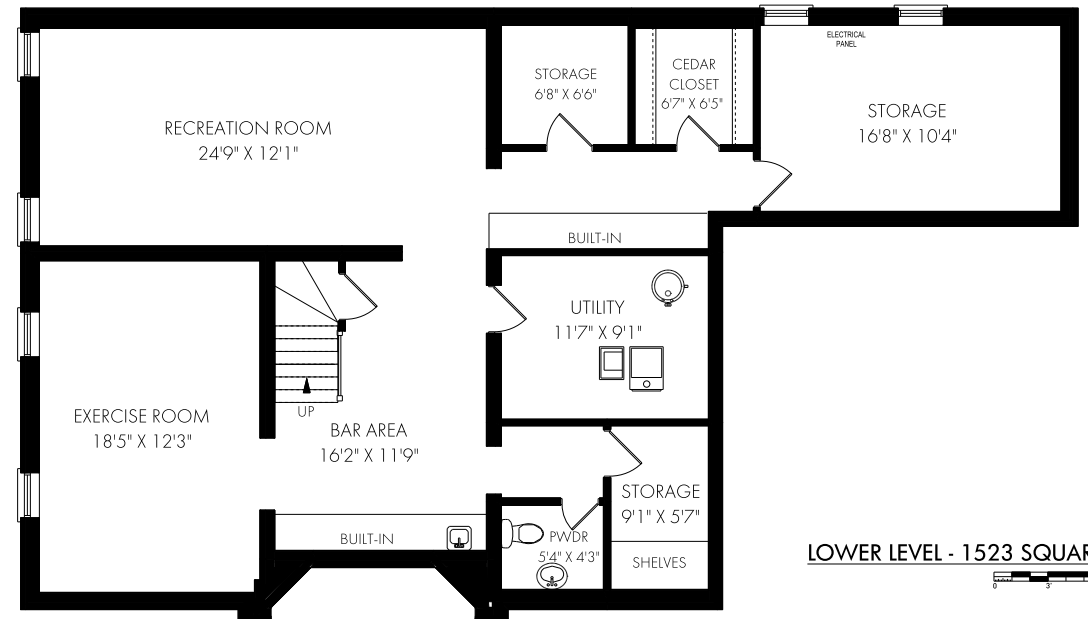 ELECTRICAL
PANEL
STORAGE
6'8" X 6'6"
CEDAR
CLOSET
6'7" X 6'5"
STORAGE
16'8" X 10'4"
RECREATION ROOM
24'9" X 12'1"
BUILT-IN
UTILITY
11'7" X 9'1"
UP
EXERCISE ROOM
18'5" X 12'3"
BAR AREA
16'2" X 11'9"
STORAGE
9'1" X 5'7"
BUILT-IN
PWDR
5'4" X 4'3"
SHELVES
LOWER LEVEL - 1523 SQUAR
0 3'